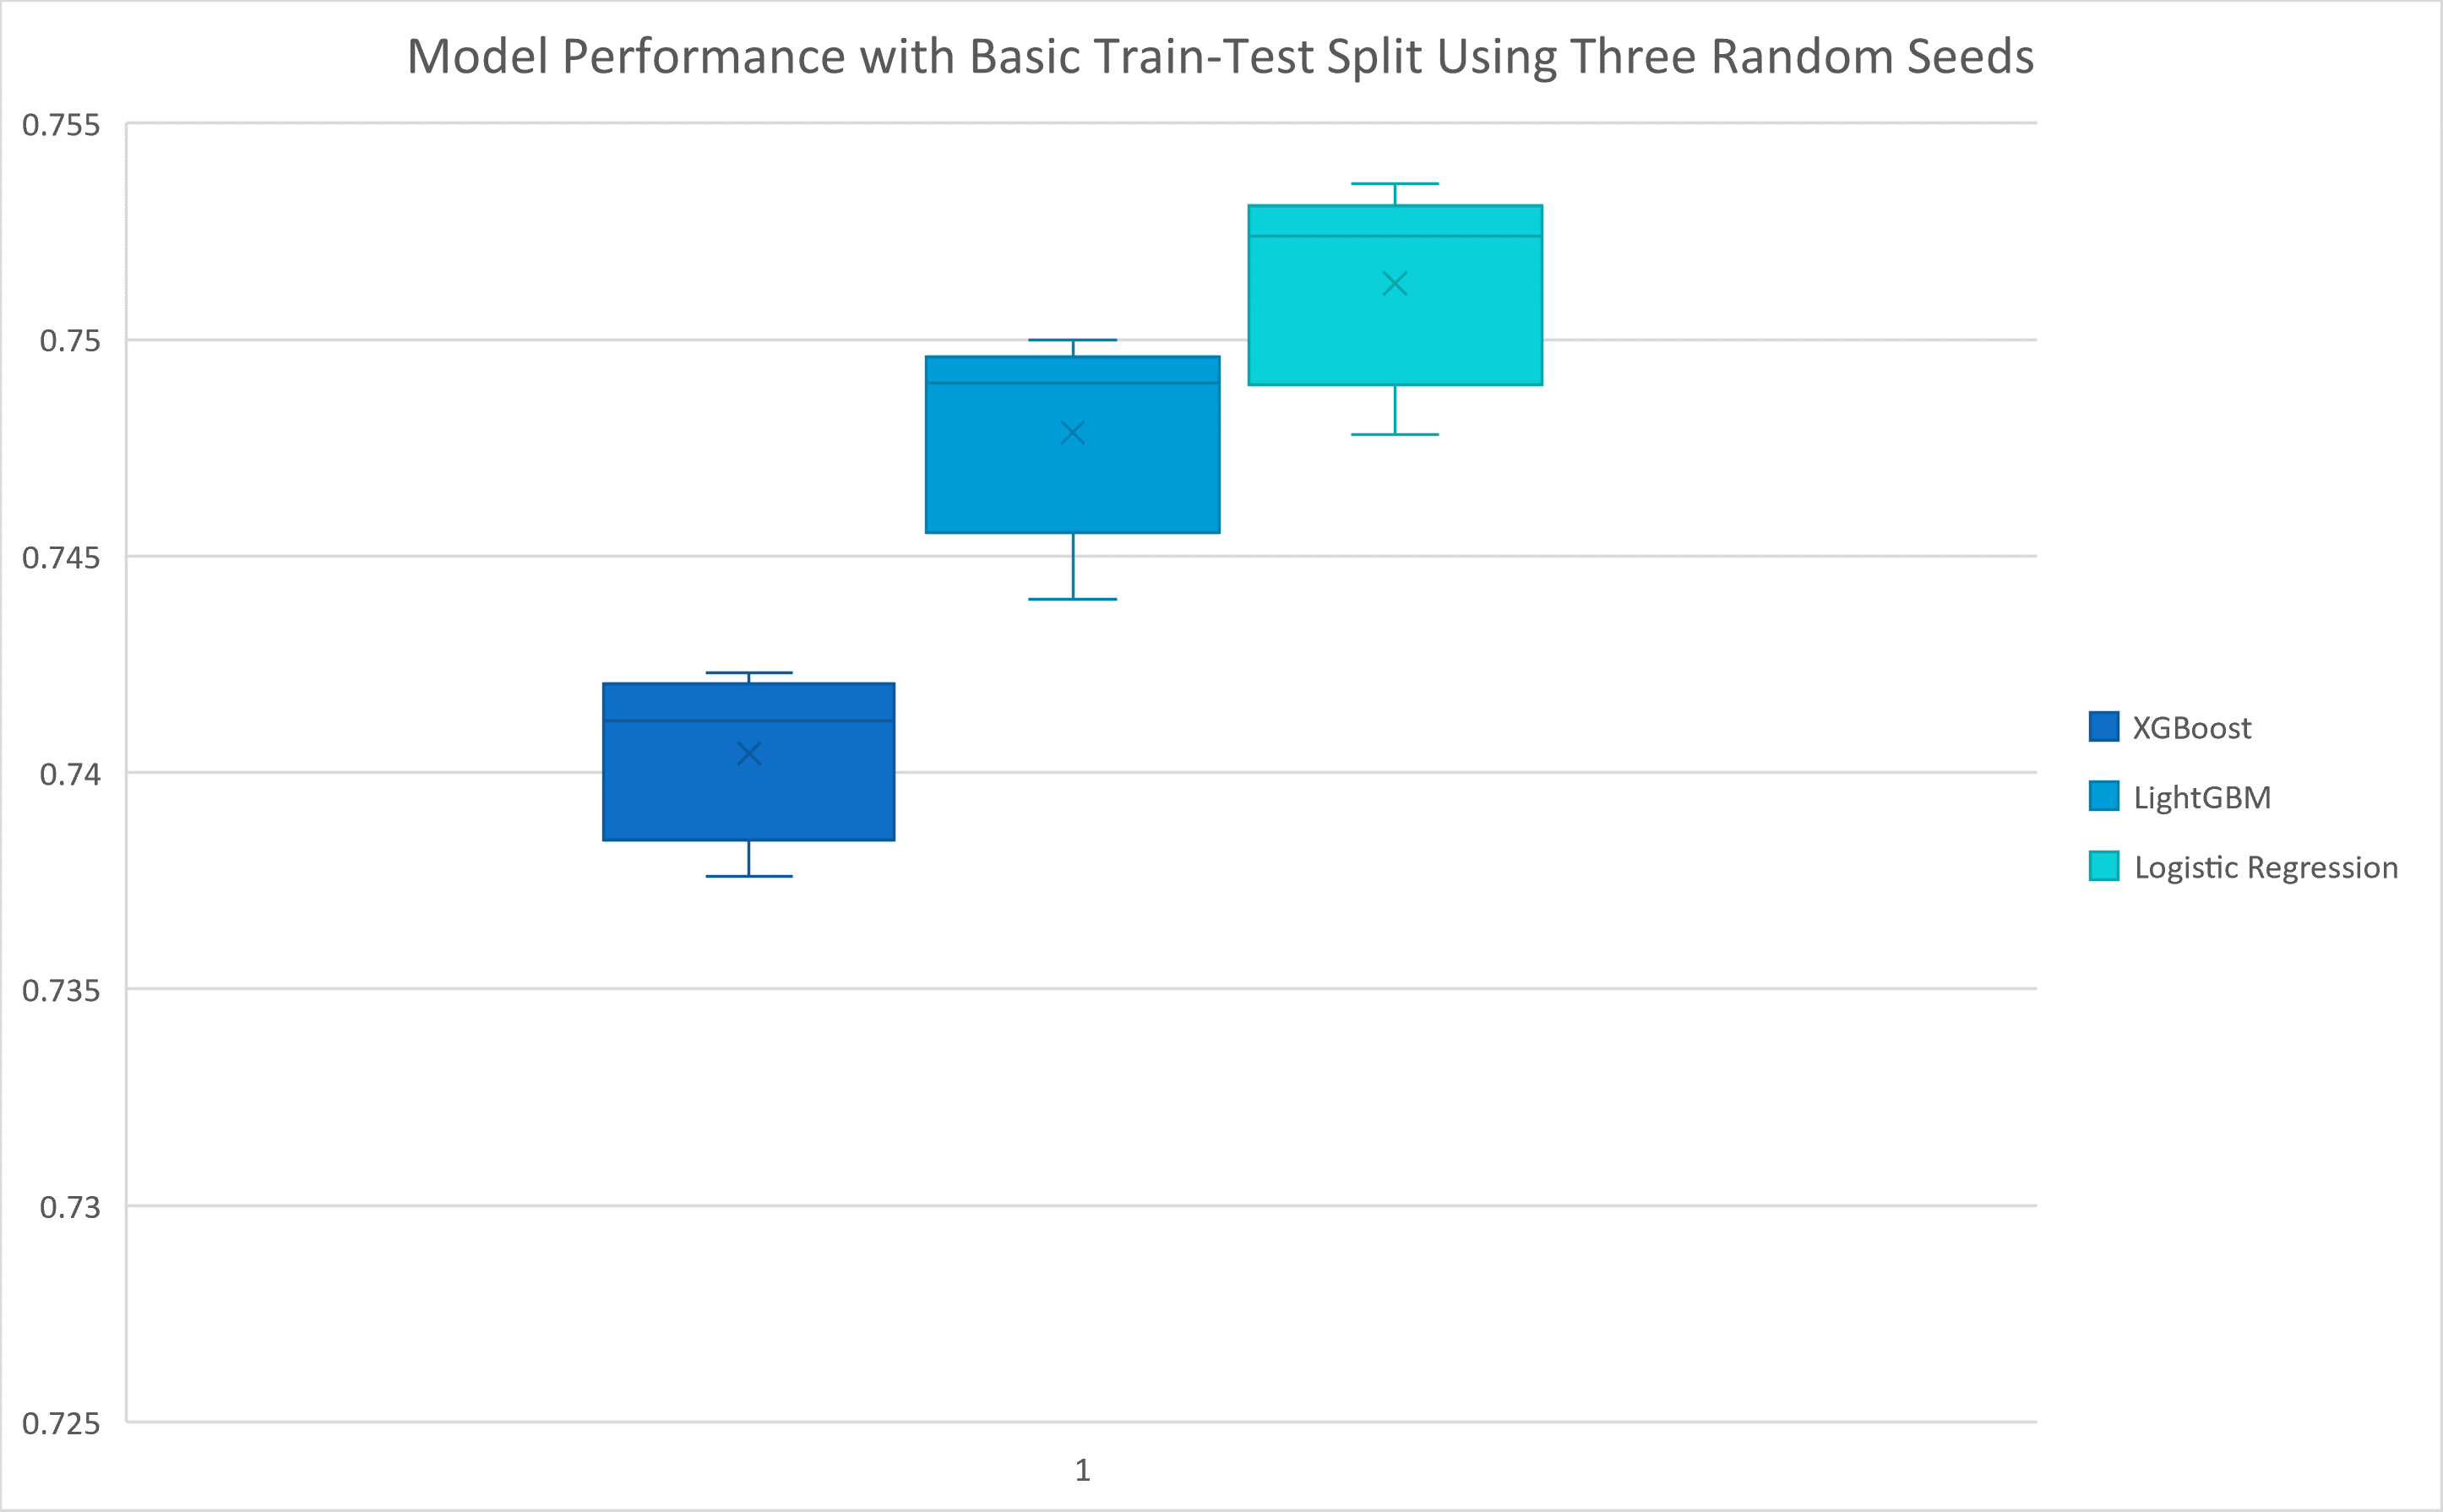 Model Performance with Basic Train-Test Split Using Three Random Seeds
0.755
0.75
0.745
0.74
0.735
0.73
0.725
1
XGBoost
LightGBM
Logistic Regression